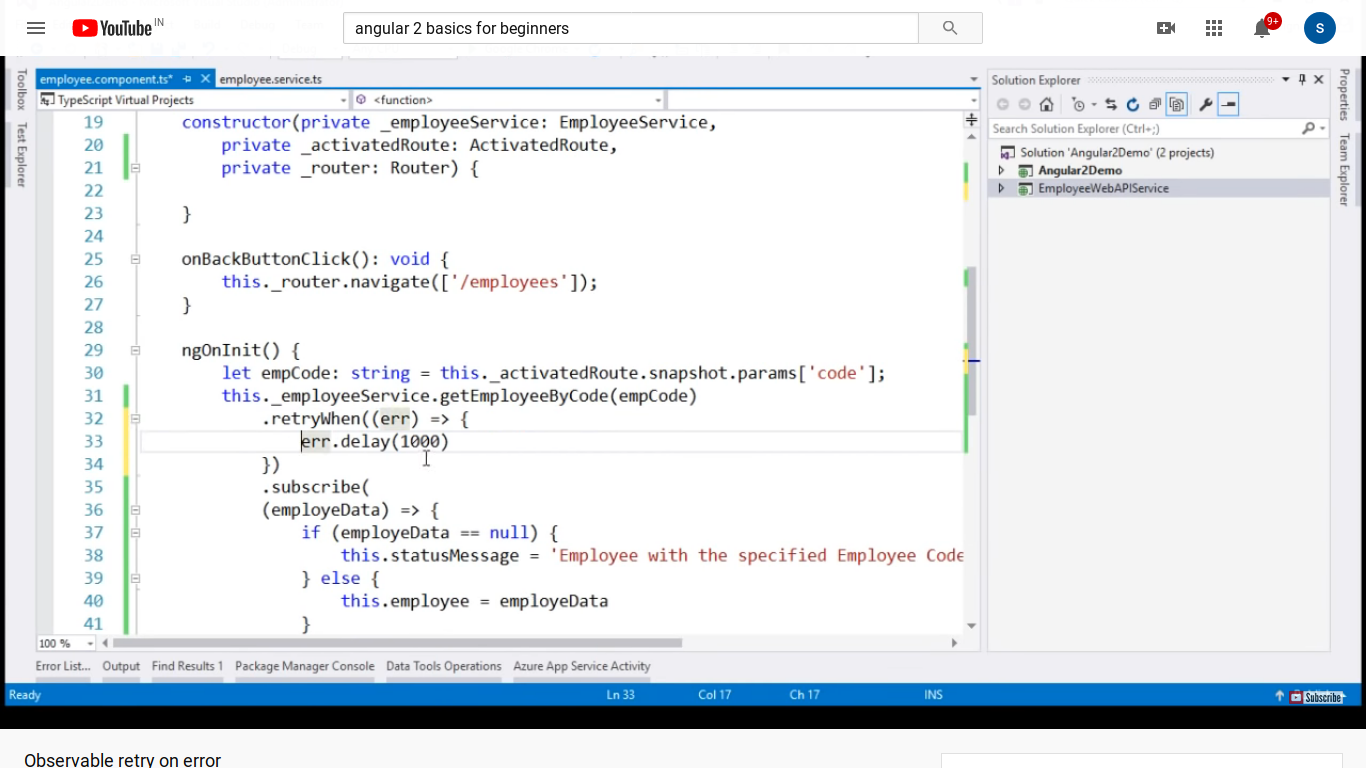 YouTube IN
angular 2 basics for beginners
9+
S
Toolbox
Test Explorer
employee.component.ts*
employee.service.ts
TypeScript Virtual Projects
<function>
19 constructor(private _employeeService: EmployeeService,
20 private _activatedRoute: ActivatedRoute,
21 private _router: Router) {
22
23 }
24
25 onBackButtonClick(): void {
26 this._router.navigate(['/employees']);
27 }
28
29 ngOnInit() {
30 let empCode: string = this._activatedRoute.snapshot.params['code'];
31 this._employeeService.getEmployeeByCode(empCode)
32 .retryWhen((err) => {
33 err.delay(1000)
34 })
35 .subscribe(
36 (employeData) => {
37 if (employeData == null) {
38 this.statusMessage = 'Employee with the specified Employee Code
39 } else {
40 this.employee = employeData
41 }
100 %
Solution Explorer
Search Solution Explorer (Ctrl+;)
Solution 'Angular2Demo' (2 projects)
Angular2Demo
EmployeeWebAPIService
Properties
Team Explorer
Error List... Output Find Results 1 Package Manager Console Data Tools Operations Azure App Service Activity
Ready Ln 33 Col 17 Ch 17 INS
Subscribe
Observable retry on error